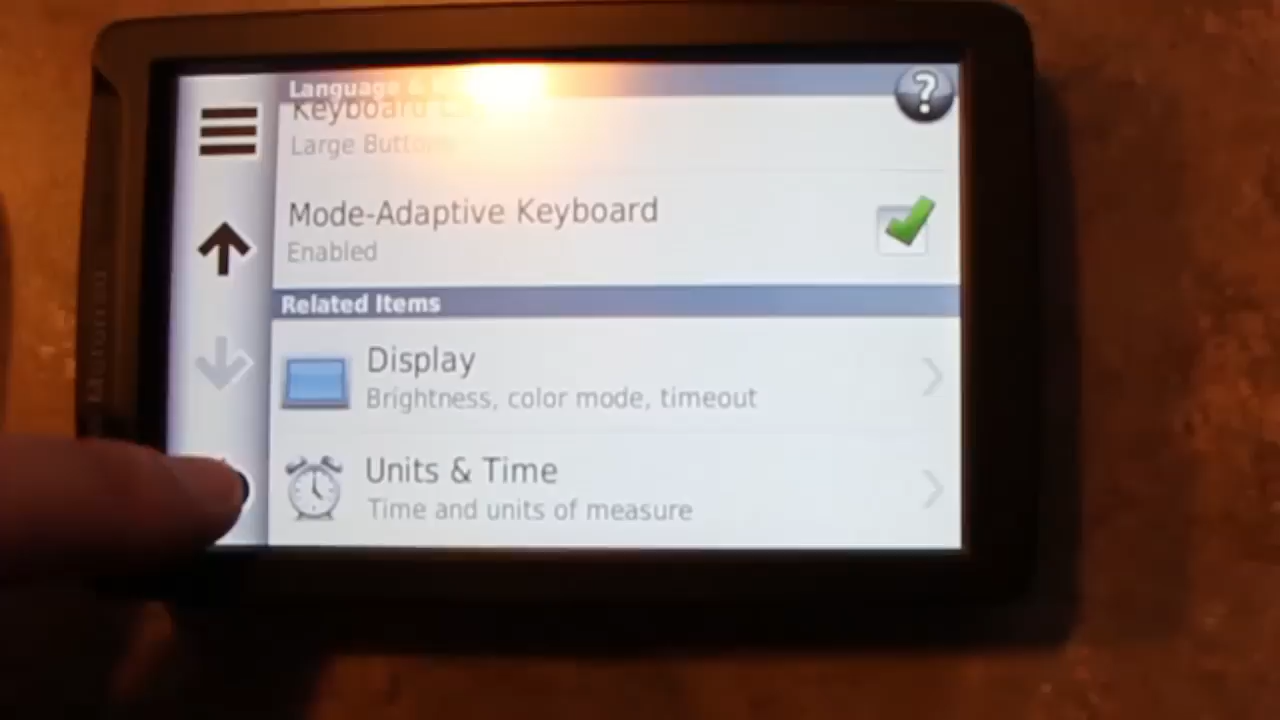 Language &
Keyboard
Large Buttons
Mode-Adaptive Keyboard
Enabled
Related Items
Display
Brightness, color mode, timeout
Units & Time
Time and units of measure
?